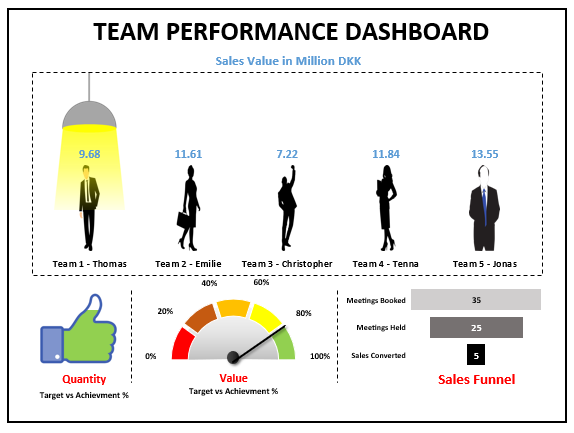 TEAM PERFORMANCE DASHBOARD
Sales Value in Million DKK
9.68 11.61 7.22 11.84 13.55
Team 1 - Thomas Team 2 - Emilie Team 3 - Christopher Team 4 - Tenna Team 5 - Jonas
Quantity
Target vs Achievment %
0% 20% 40% 60% 80% 100%
Value
Target vs Achievment %
Meetings Booked 35
Meetings Held 25
Sales Converted 5
Sales Funnel